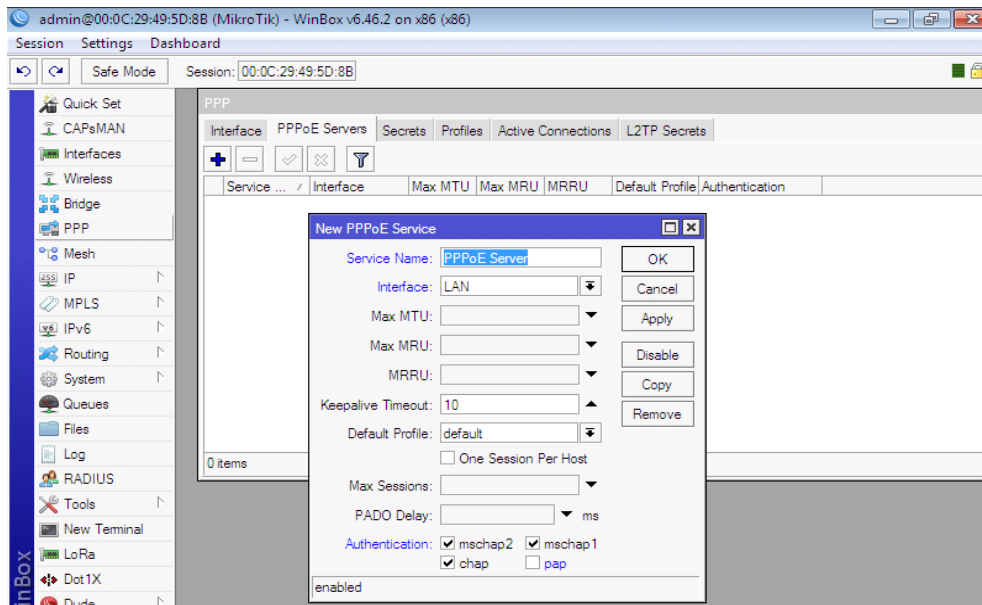 admin@00:0C:29:49:5D:8B (MikroTik) - WinBox v6.46.2 on x86 (x86)
Session Settings Dashboard
Safe Mode Session: 00:0C:29:49:5D:8B
Quick Set
CAPsMAN
Interfaces
Wireless
Bridge
PPP
Mesh
IP
MPLS
IPv6
Routing
System
Queues
Files
Log
RADIUS
Tools
New Terminal
LoRa
Dot1X
Dude
PPP
Interface PPPoE Servers Secrets Profiles Active Connections L2TP Secrets
Service ... / Interface Max MTU Max MRU MRRU Default Profile Authentication
0 items
New PPPoE Service
Service Name: PPPoE Server
Interface: LAN
Max MTU:
Max MRU:
MRRU:
Keepalive Timeout: 10
Default Profile: default
One Session Per Host
Max Sessions:
PADO Delay: ms
Authentication: mschap2 mschap1
chap pap
enabled
OK
Cancel
Apply
Disable
Copy
Remove